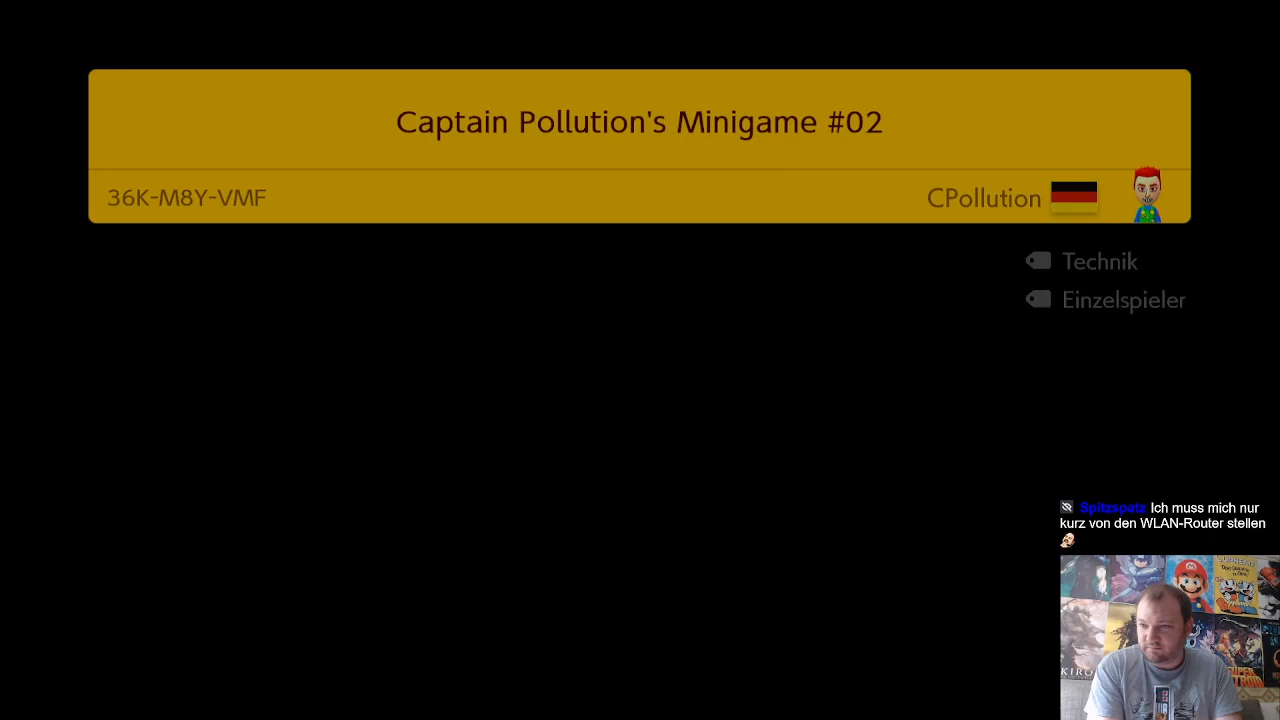 Captain Pollution's Minigame #02
36K-M8Y-VMF
CPollution
Technik
Einzelspieler
Spitzspatz Ich muss mich nur
kurz von den WLAN-Router stellen
KIRO